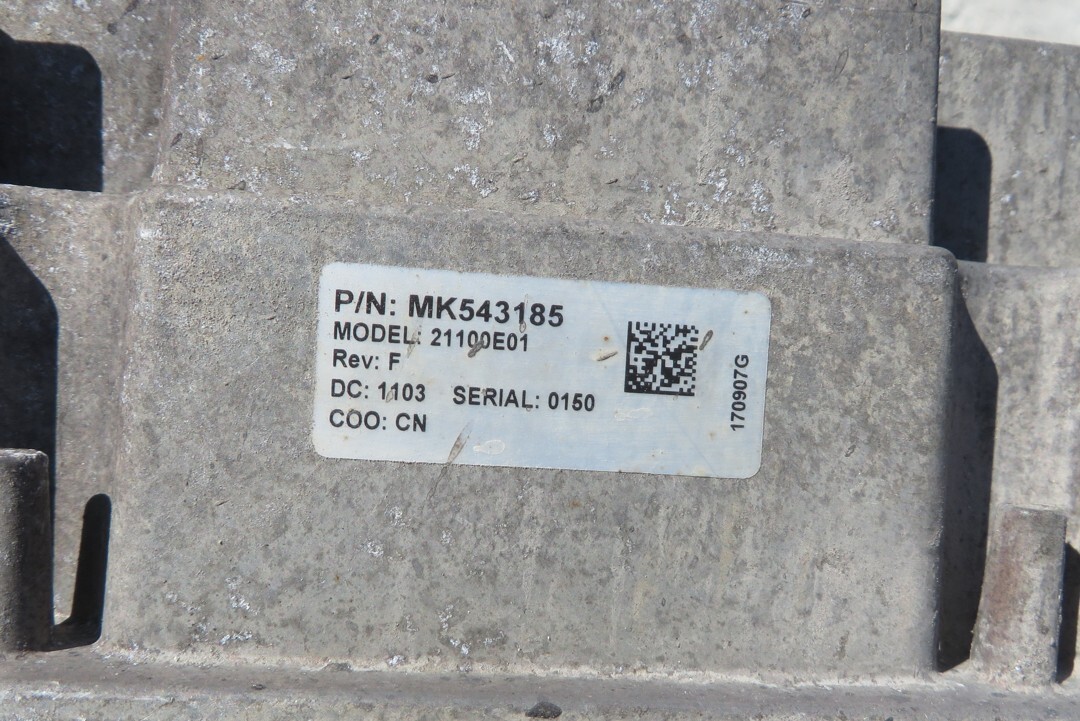 P/N: MK543185
MODEL: 21100E01
Rev: F
DC: 1103 SERIAL: 0150
COO: CN
170907G